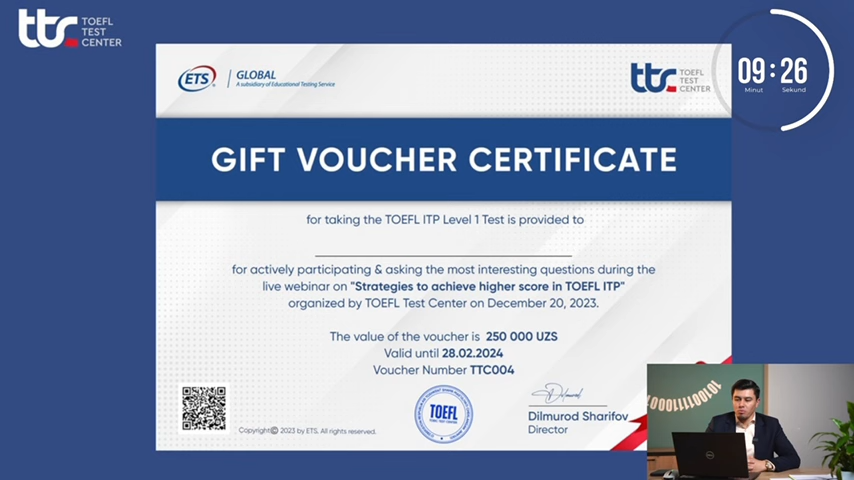 TOEFL
TEST
CENTER
ETS GLOBAL
A subsidiary of Educational Testing Service
ttc TOEFL
TEST
CENTER
09:26
Minut Sekund
GIFT VOUCHER CERTIFICATE
for taking the TOEFL ITP Level 1 Test is provided to
for actively participating & asking the most interesting questions during the
live webinar on "Strategies to achieve higher score in TOEFL ITP"
organized by TOEFL Test Center on December 20, 2023.
The value of the voucher is 250 000 UZS
Valid until 28.02.2024
Voucher Number TTC004
Copyright© 2023 by ETS. All rights reserved.
TOEFL
Dilmurod
Dilmurod Sharifov
Director
DELL